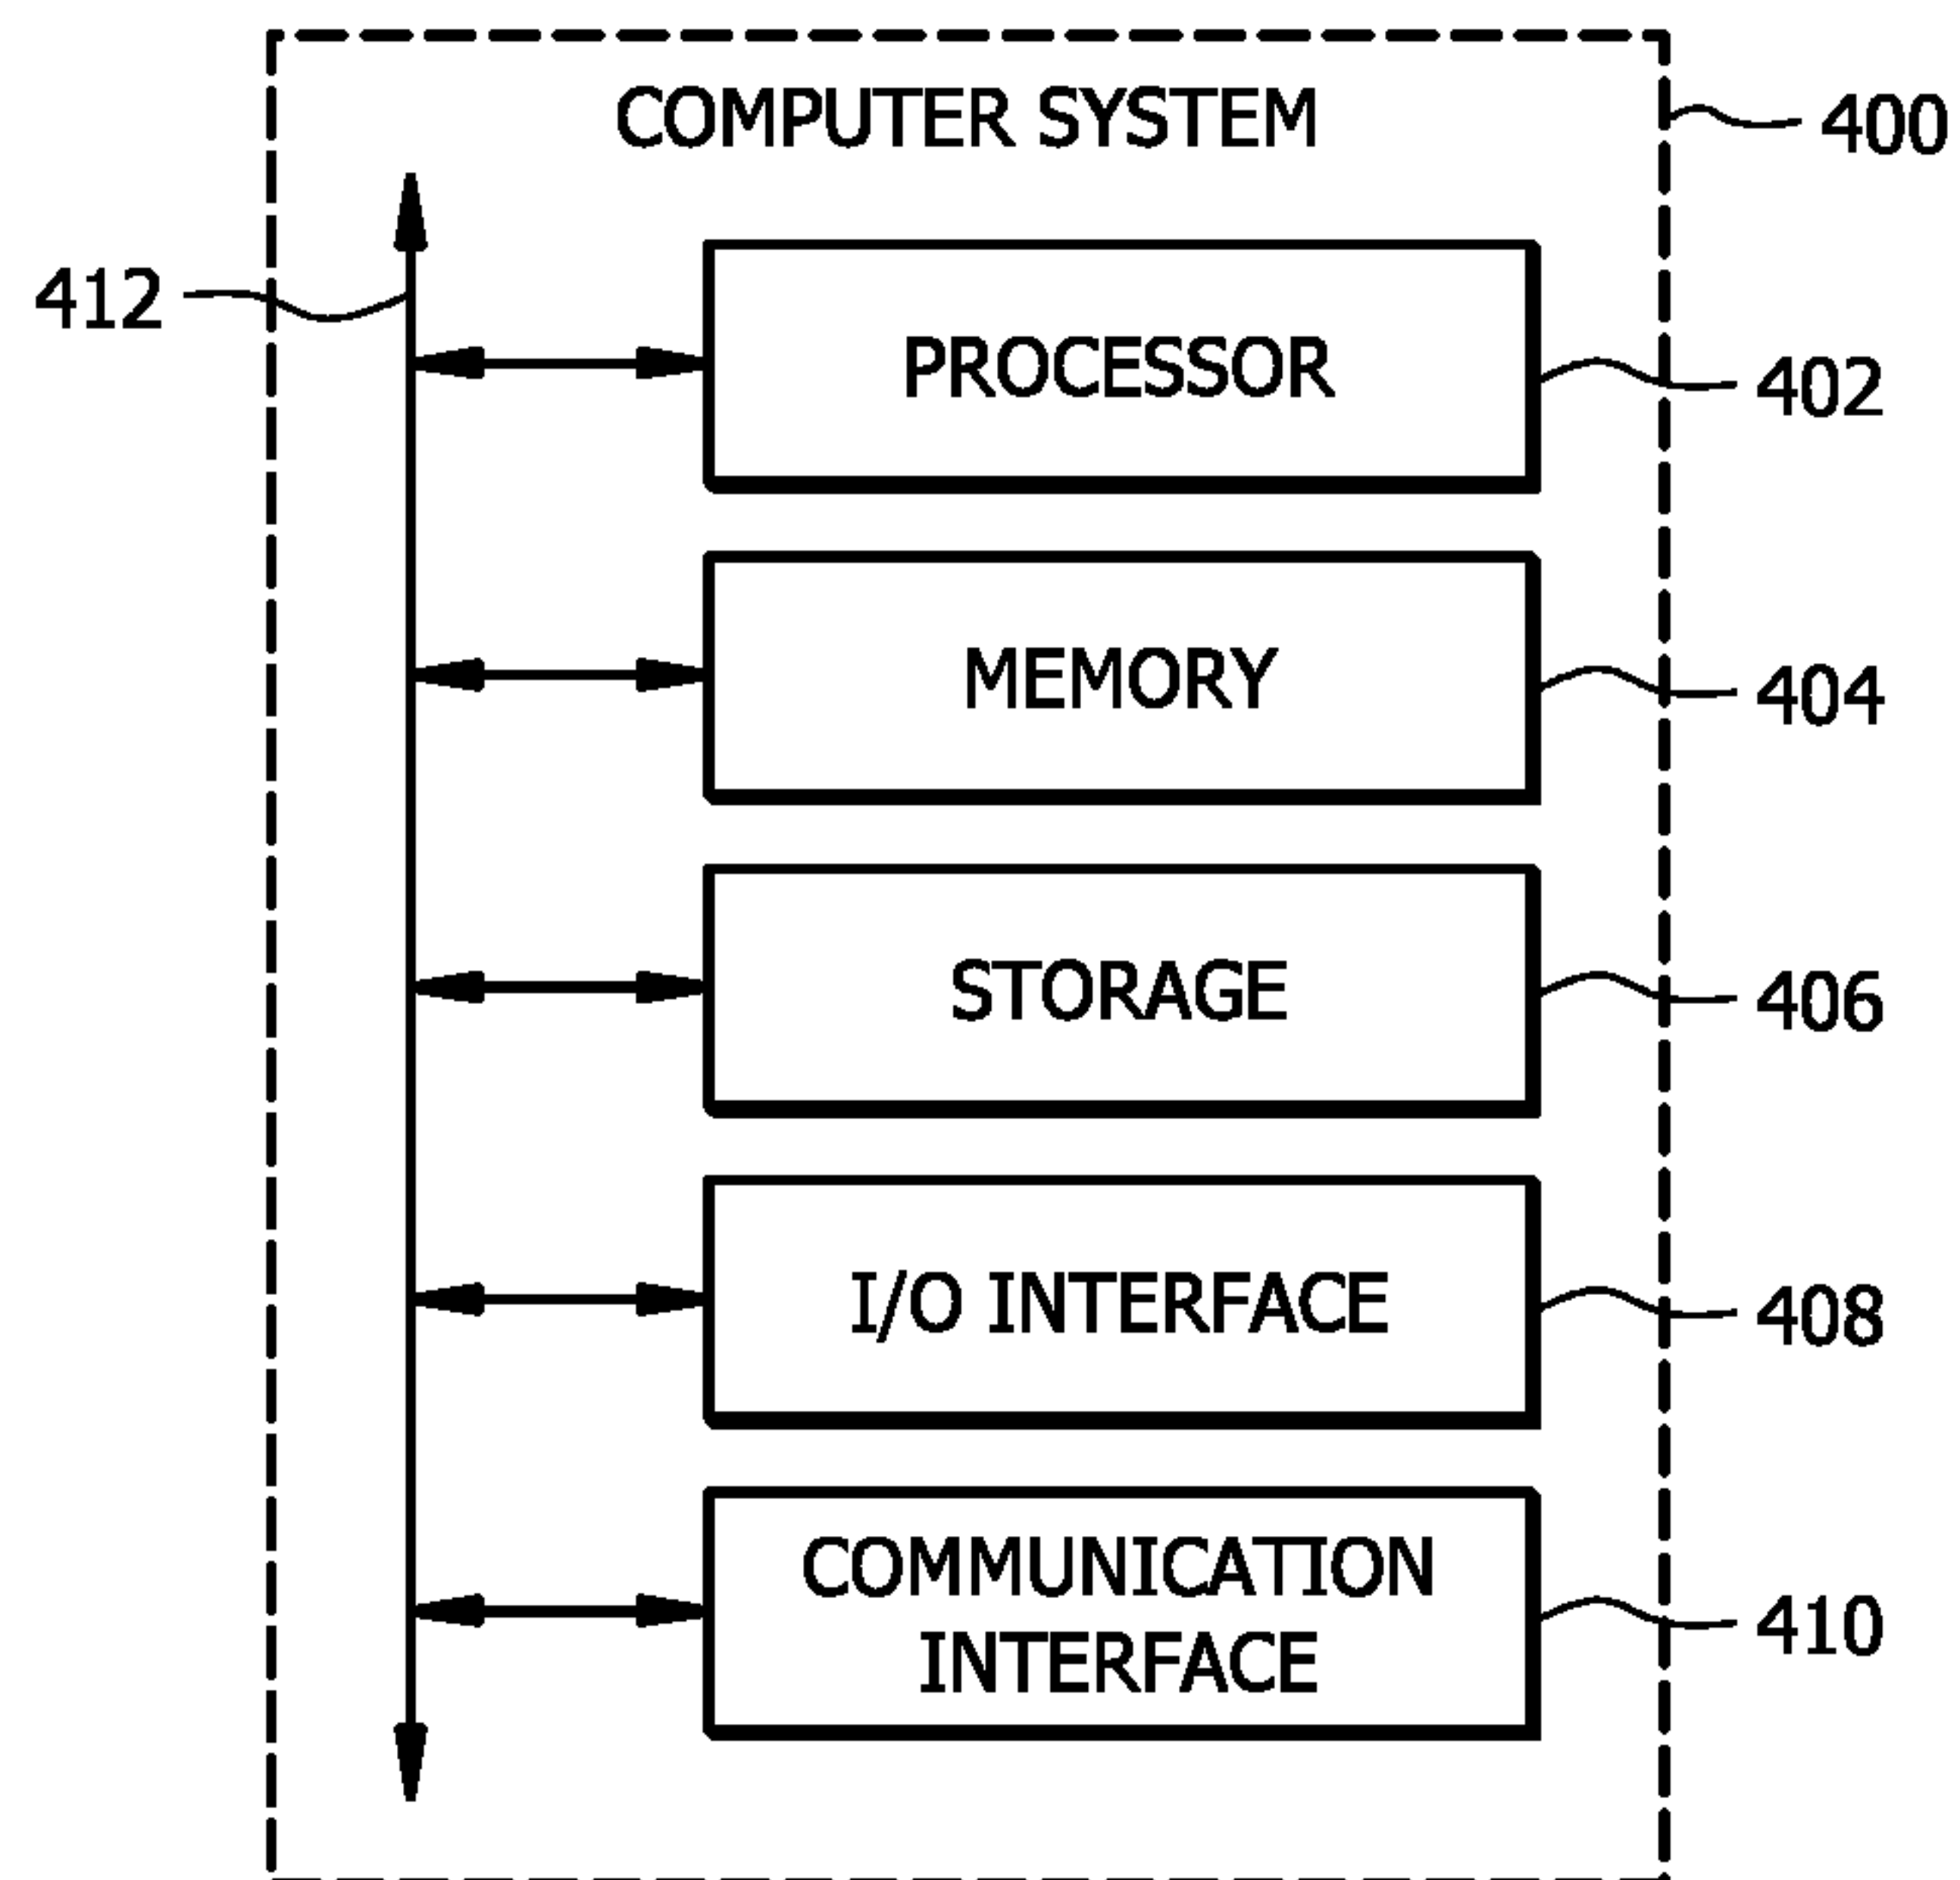 COMPUTER SYSTEM
400
412
PROCESSOR
402
MEMORY
404
STORAGE
406
I/O INTERFACE
408
COMMUNICATION
INTERFACE
410